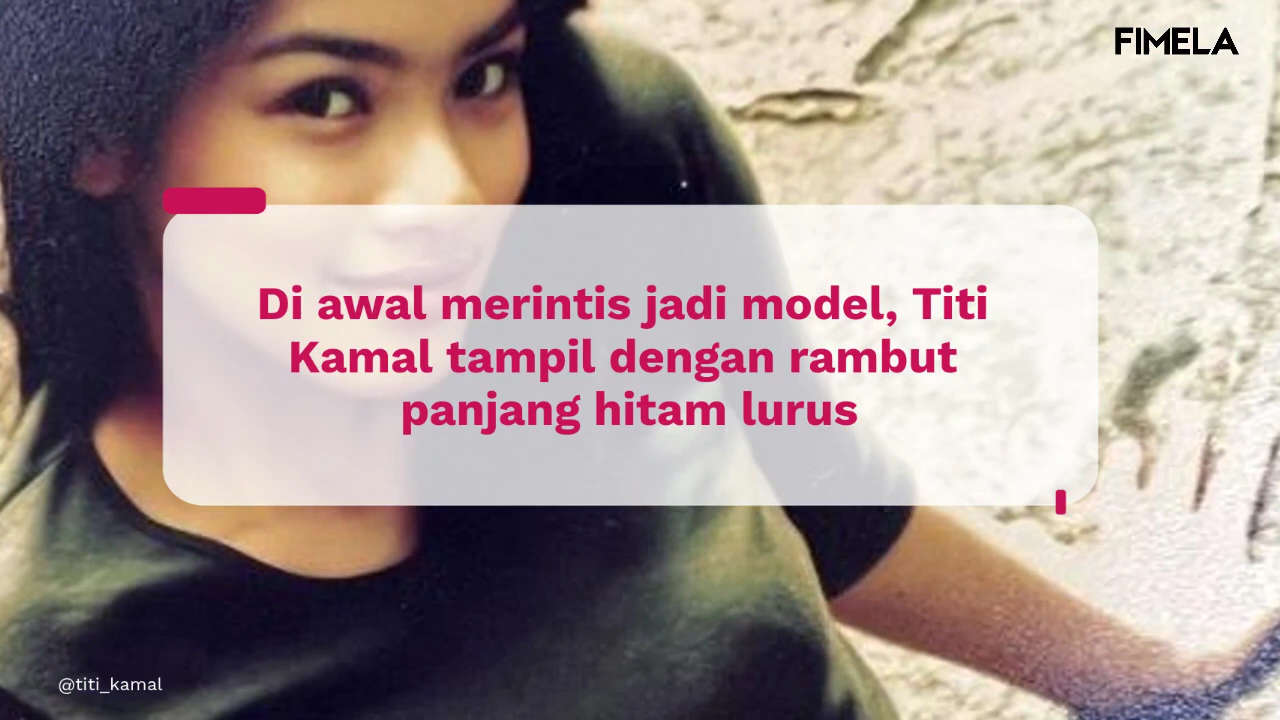 FIMELA
Di awal merintis jadi model, Titi
Kamal tampil dengan rambut
panjang hitam lurus
@titi_kamal